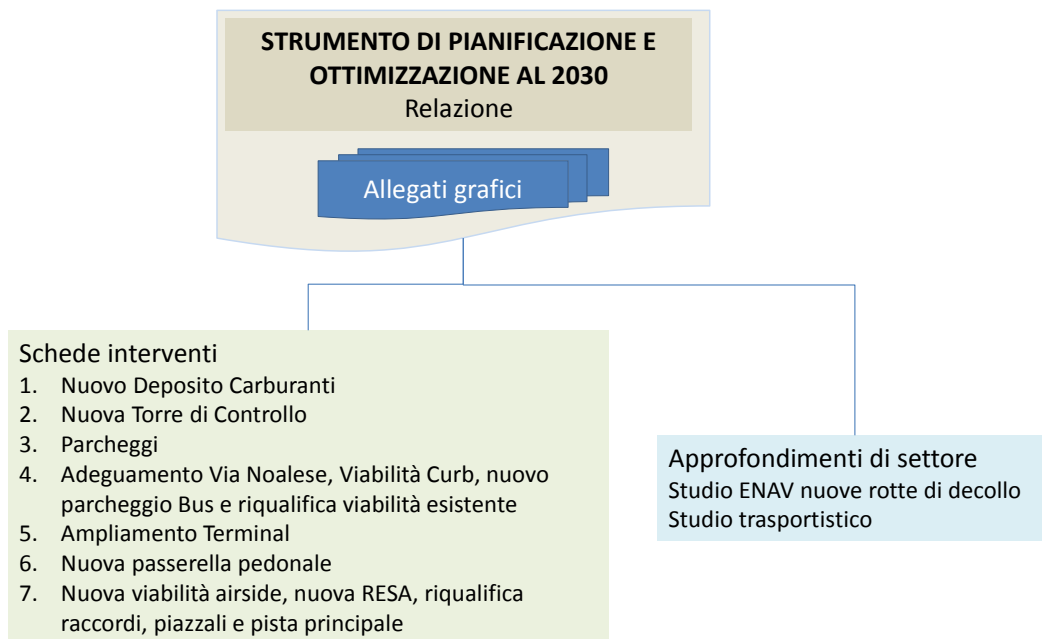 STRUMENTO DI PIANIFICAZIONE E
OTTIMIZZAZIONE AL 2030
Relazione
Allegati grafici
Schede interventi
1. Nuovo Deposito Carburanti
2. Nuova Torre di Controllo
3. Parcheggi
4. Adeguamento Via Noalese, Viabilità Curb, nuovo
parcheggio Bus e riqualifica viabilità esistente
5. Ampliamento Terminal
6. Nuova passerella pedonale
7. Nuova viabilità airside, nuova RESA, riqualifica
raccordi, piazzali e pista principale
Approfondimenti di settore
Studio ENAV nuove rotte di decollo
Studio trasportistico